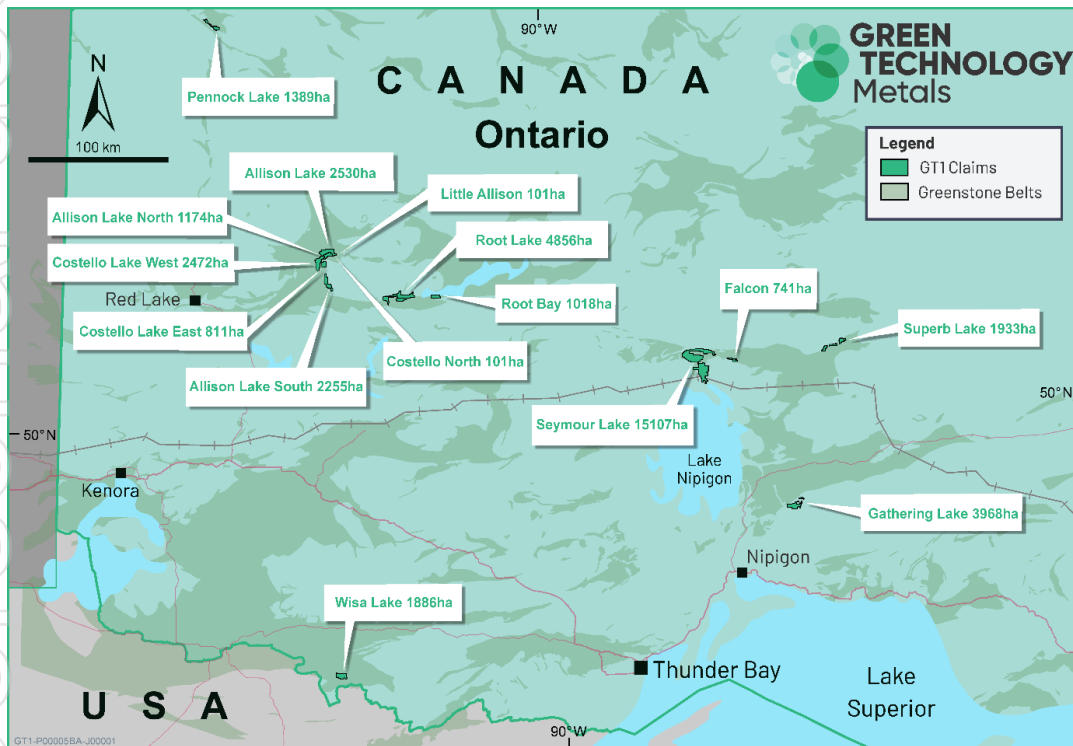 90°W
GREEN
TECHNOLOGY
Metals
N
100 km
CANADA
Ontario
Pennock Lake 1389ha
Legend
GT1 Claims
Greenstone Belts
Allison Lake 2530ha
Little Allison 101ha
Allison Lake North 1174ha
Root Lake 4856ha
Costello Lake West 2472ha
Red Lake
Root Bay 1018ha
Falcon 741ha
Superb Lake 1933ha
Costello Lake East 811ha
Costello North 101ha
Allison Lake South 2255ha
50°N
Seymour Lake 15107ha
50°N
Lake
Nipigon
Kenora
Gathering Lake 3968ha
Nipigon
Wisa Lake 1886ha
Thunder Bay
Lake
Superior
USA
90°W
GT1-P00005BA-J00001